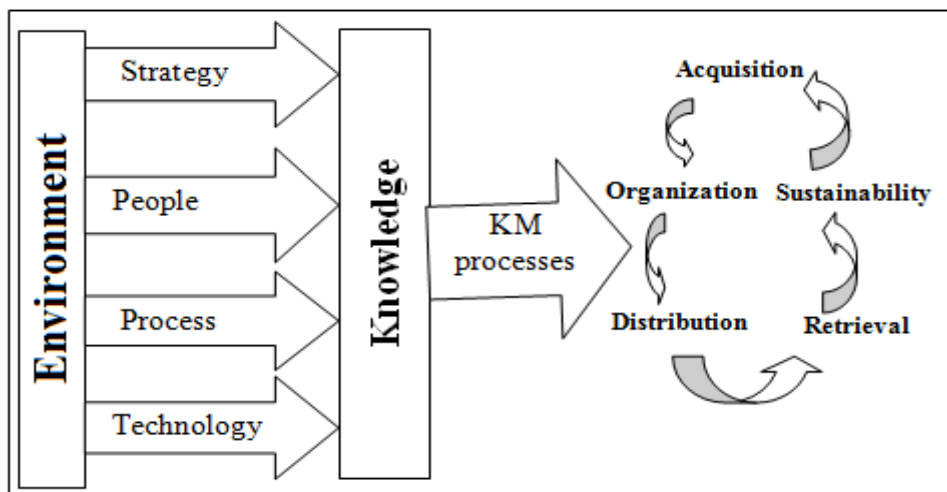 Environment
Strategy
People
Process
Technology
Knowledge
KM
processes
Acquisition
Organization
Sustainability
Distribution
Retrieval